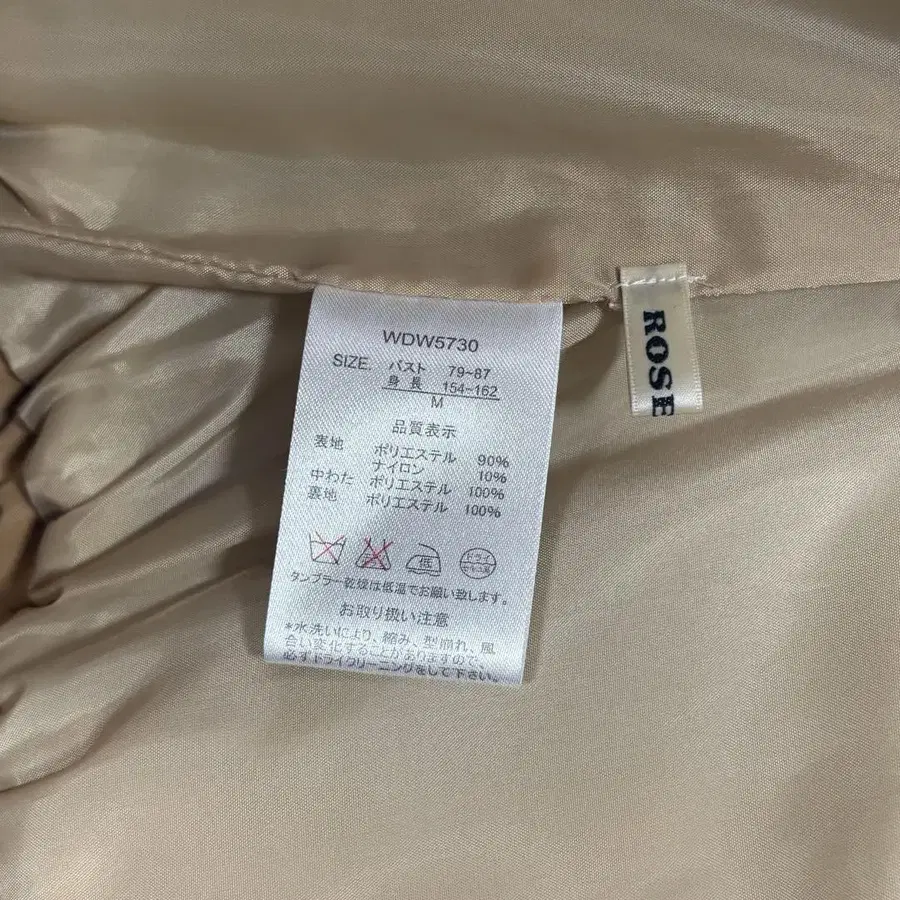 WDW5730
SIZE. バスト 79~87
身長 154~162
M
品質表示
表地 ポリエステル 90%
ナイロン 10%
中わた ポリエステル 100%
裏地 ポリエステル 100%
低
タンブラー乾燥は低温でお願い致します。
お取り扱い注意
*水洗いにより、縮み、型崩れ、風
合い変化することがありますので、
必ずドライクリーニングをして下さい。
ROSE